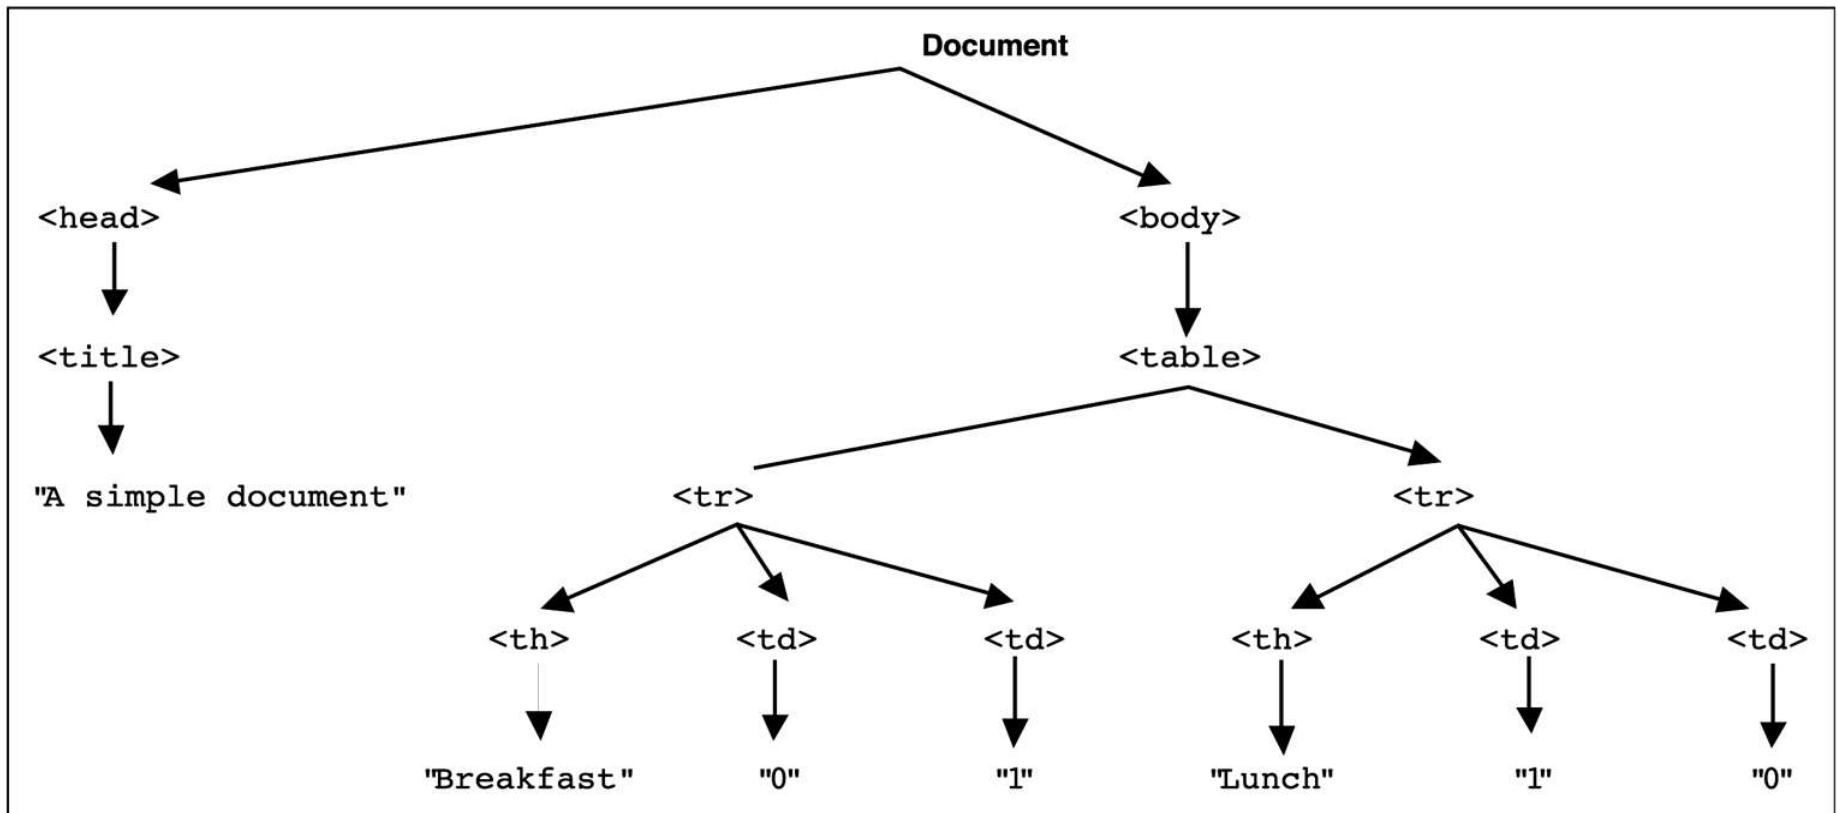 Document
<head> <body>
<title> <table>
"A simple document" <tr> <tr>
<th> <td> <td> <th> <td> <td>
"Breakfast" "0" "1" "Lunch" "1" "0"